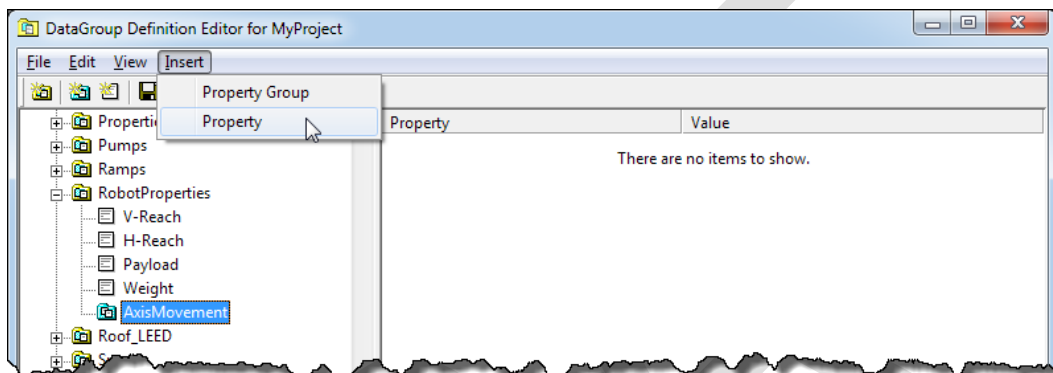 DataGroup Definition Editor for MyProject
File Edit View Insert
Property Group
Property
Property Value
There are no items to show.
Pumps
Ramps
RobotProperties
V-Reach
H-Reach
Payload
Weight
AxisMovement
Roof_LEED